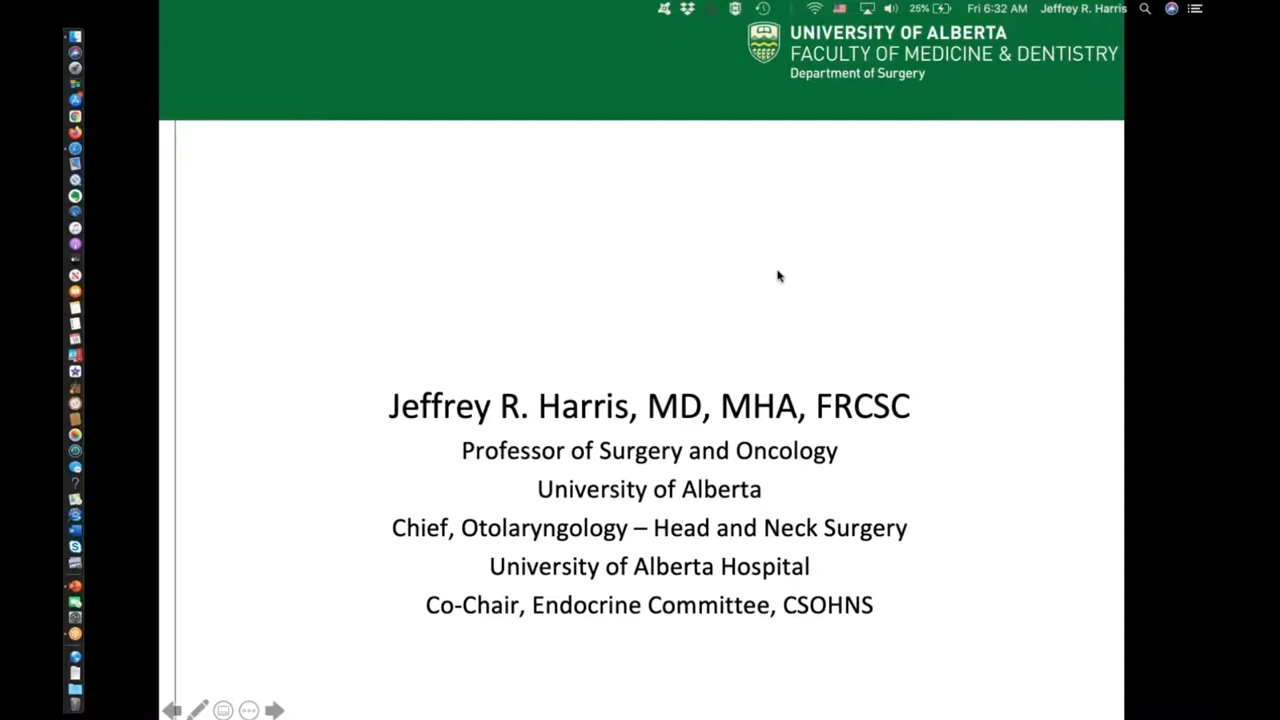 25% Fri 6:32 AM Jeffrey R. Harris
UNIVERSITY OF ALBERTA
FACULTY OF MEDICINE & DENTISTRY
Department of Surgery
Jeffrey R. Harris, MD, MHA, FRCSC
Professor of Surgery and Oncology
University of Alberta
Chief, Otolaryngology – Head and Neck Surgery
University of Alberta Hospital
Co-Chair, Endocrine Committee, CSOHNS